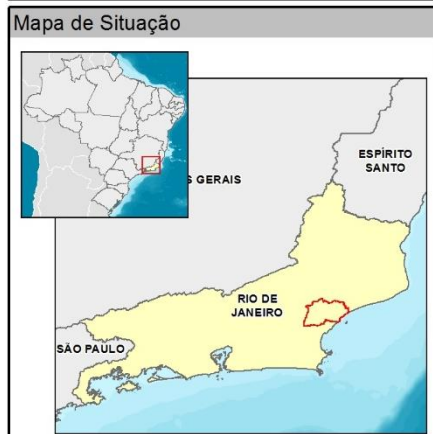 Mapa de Situação
ESPÍRITO
SANTO
S GERAIS
RIO DE
JANEIRO
SÃO PAULO